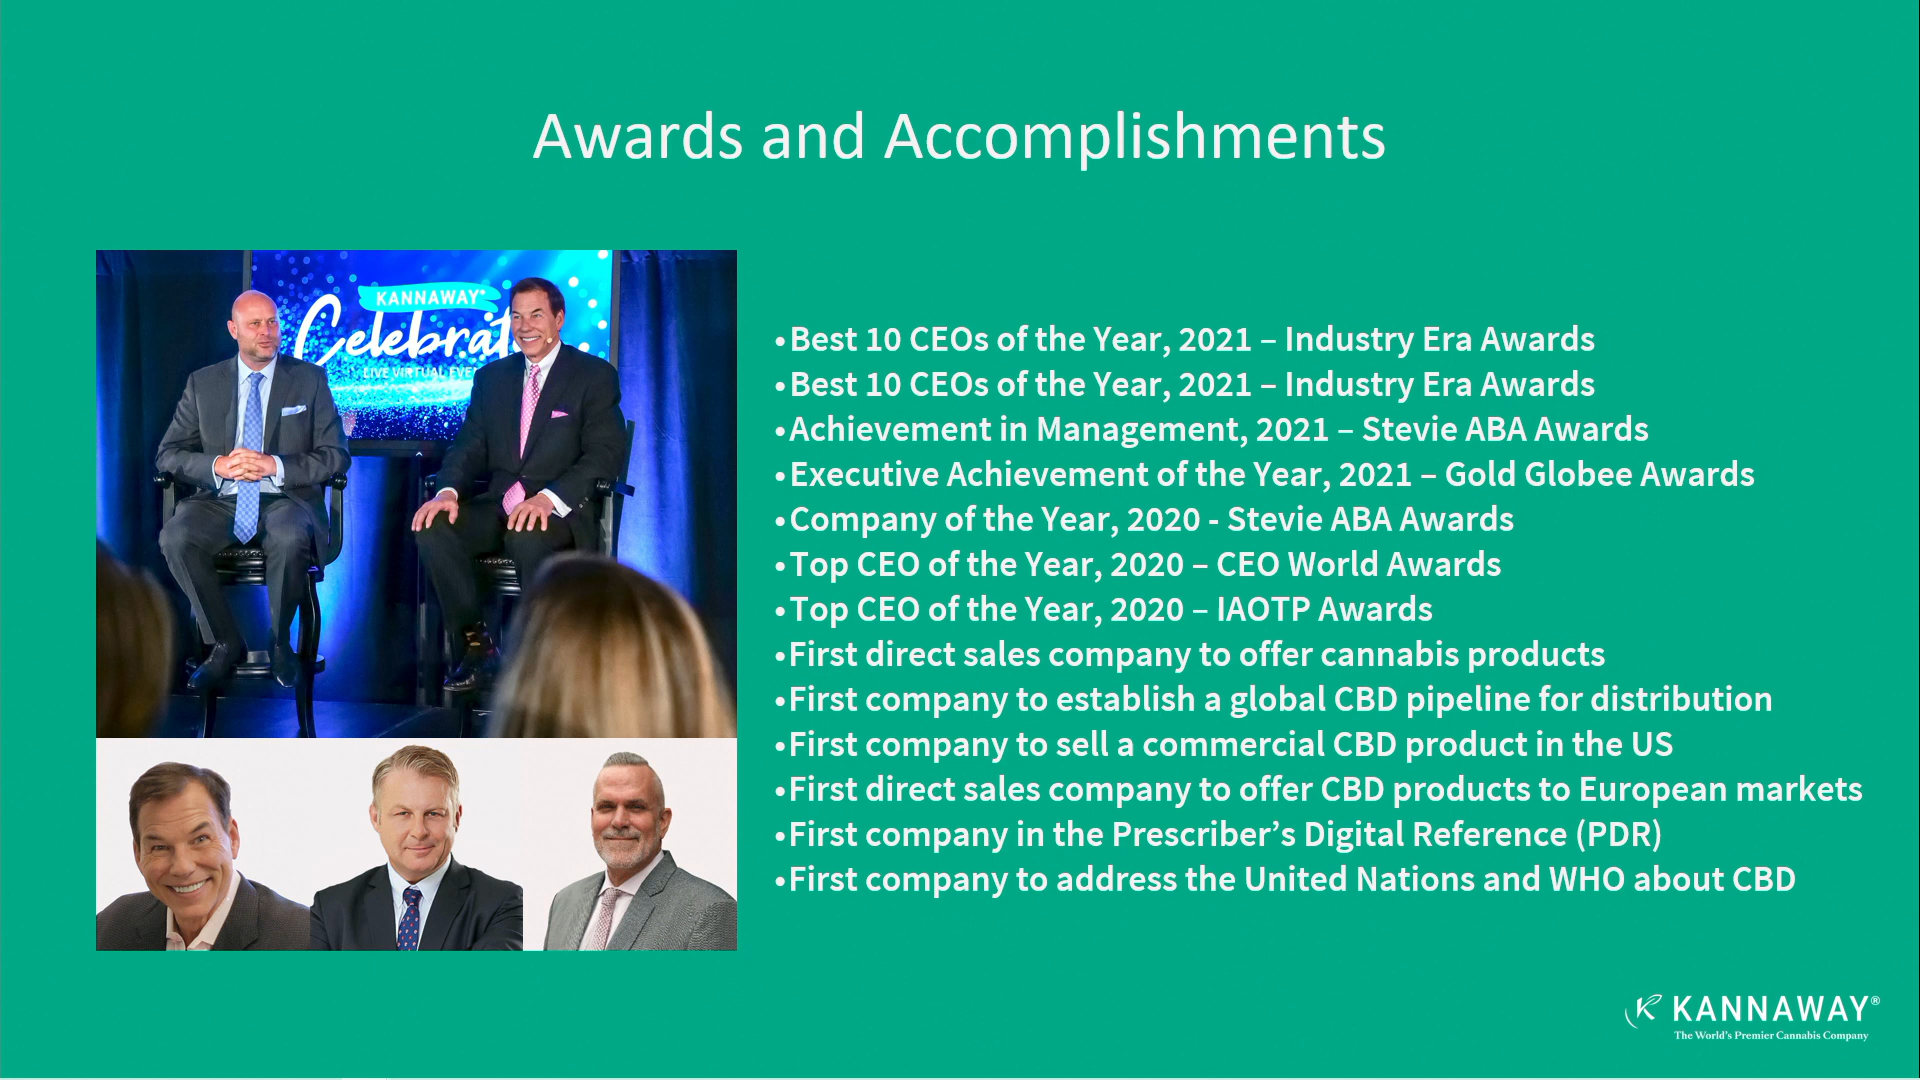 Awards and Accomplishments
KANNAWAY®
Celebrat
LIVE VIRTUAL EVE
•Best 10 CEOs of the Year, 2021 – Industry Era Awards
•Best 10 CEOs of the Year, 2021 – Industry Era Awards
•Achievement in Management, 2021 – Stevie ABA Awards
•Executive Achievement of the Year, 2021 – Gold Globee Awards
•Company of the Year, 2020 - Stevie ABA Awards
•Top CEO of the Year, 2020 – CEO World Awards
•Top CEO of the Year, 2020 – IAOTP Awards
•First direct sales company to offer cannabis products
•First company to establish a global CBD pipeline for distribution
•First company to sell a commercial CBD product in the US
•First direct sales company to offer CBD products to European markets
•First company in the Prescriber’s Digital Reference (PDR)
•First company to address the United Nations and WHO about CBD
KANNAWAY®
The World's Premier Cannabis Company